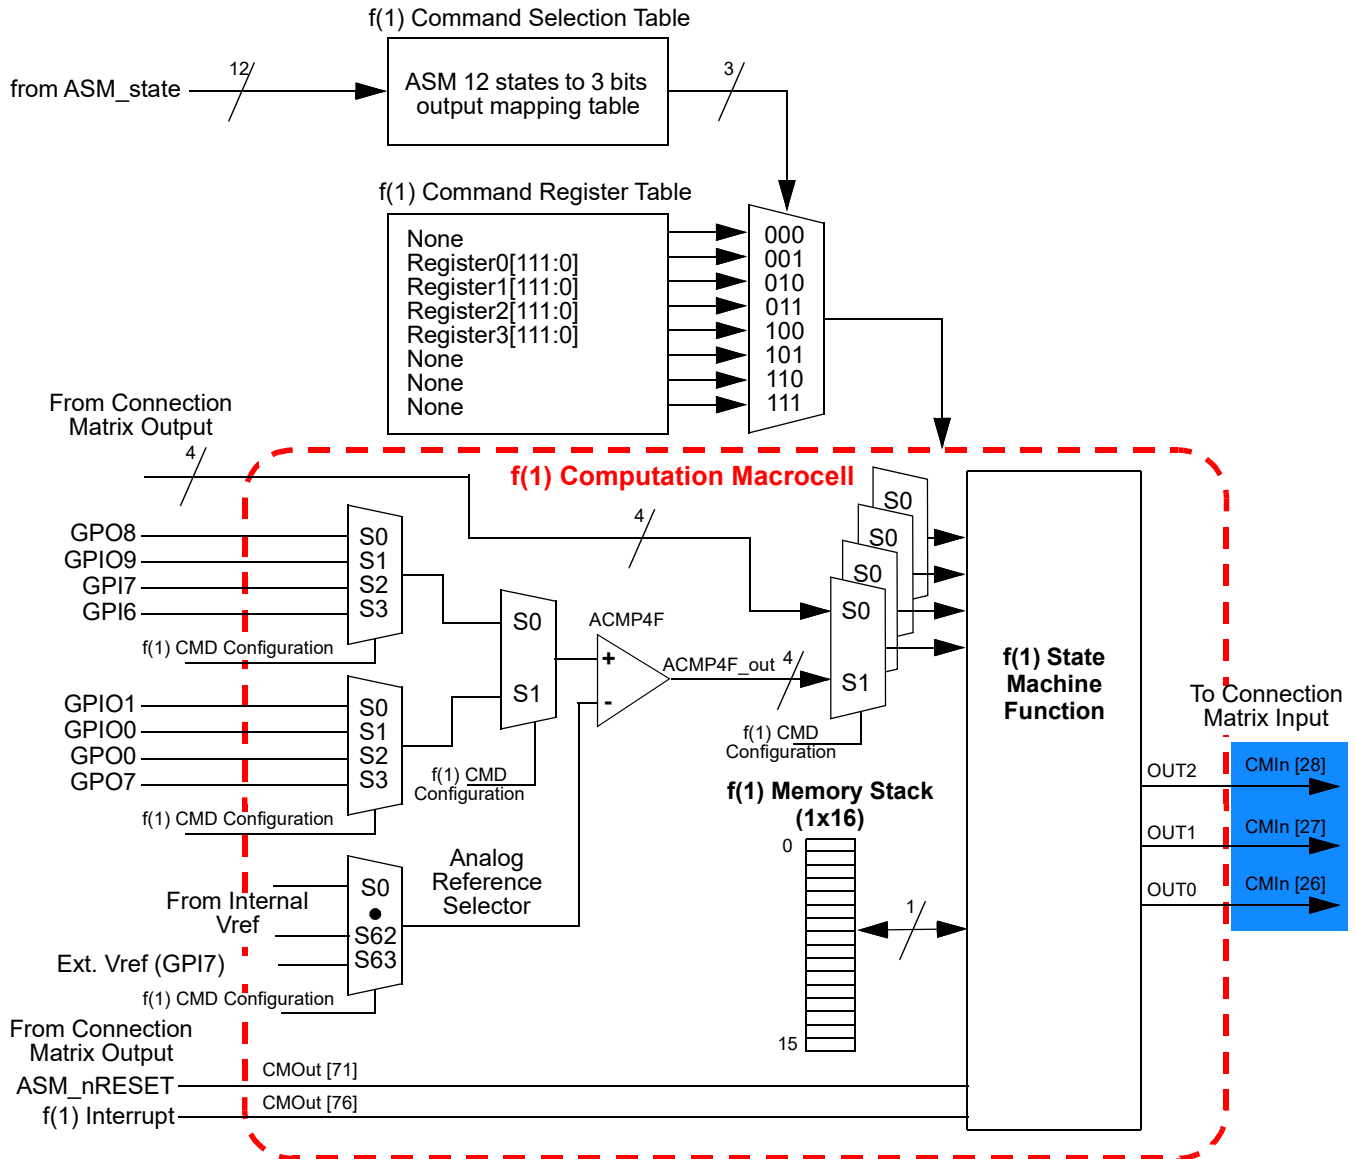 f(1) Command Selection Table
from ASM_state
12
ASM 12 states to 3 bits
output mapping table
3
f(1) Command Register Table
None
Register0[111:0]
Register1[111:0]
Register2[111:0]
Register3[111:0]
None
None
None
000
001
010
011
100
101
110
111
From Connection
Matrix Output
4
f(1) Computation Macrocell
GPO8
GPIO9
GPI7
GPI6
S0
S1
S2
S3
f(1) CMD Configuration
GPIO1
GPIO0
GPO0
GPO7
S0
S1
S2
S3
f(1) CMD Configuration
S0
S1
f(1) CMD
Configuration
ACMP4F
+
-
ACMP4F_out
4
4
S0
S0
S0
S0
S1
f(1) CMD
Configuration
f(1) State
Machine
Function
From Internal
Vref
Ext. Vref (GPI7)
S0
S62
S63
f(1) CMD Configuration
Analog
Reference
Selector
f(1) Memory Stack
(1x16)
0
15
1
To Connection
Matrix Input
OUT2
CMIn [28]
OUT1
CMIn [27]
OUT0
CMIn [26]
From Connection
Matrix Output
ASM_nRESET
CMOut [71]
f(1) Interrupt
CMOut [76]